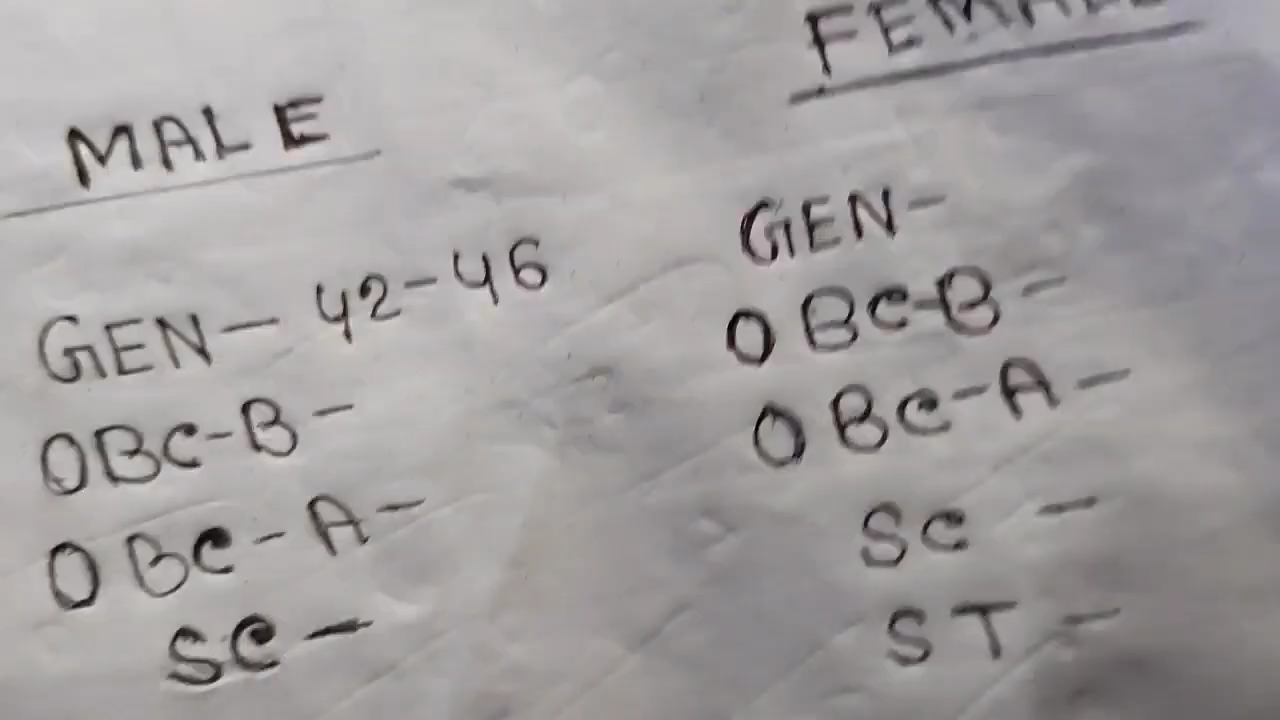 MALE
GEN - 42-46
OBC-B -
OBC-A -
SC -
FEMALE
GEN -
OBC-B -
OBC-A -
SC -
ST -